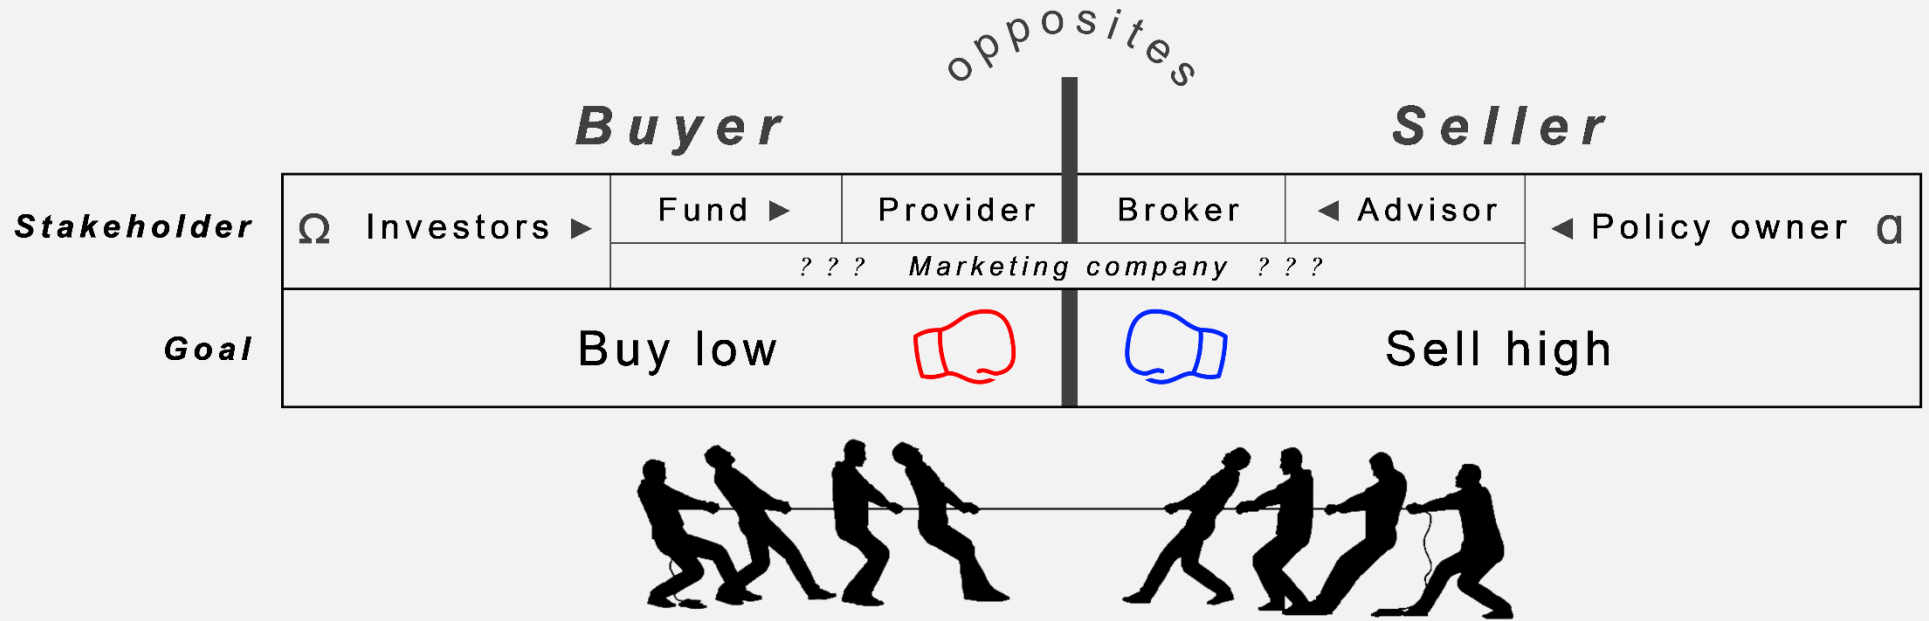 opposites
Buyer Seller
Stakeholder Ω Investors ► Fund ► Provider Broker ◄ Advisor ◄ Policy owner ɑ
? ? ? Marketing company ? ? ?
Goal Buy low Sell high